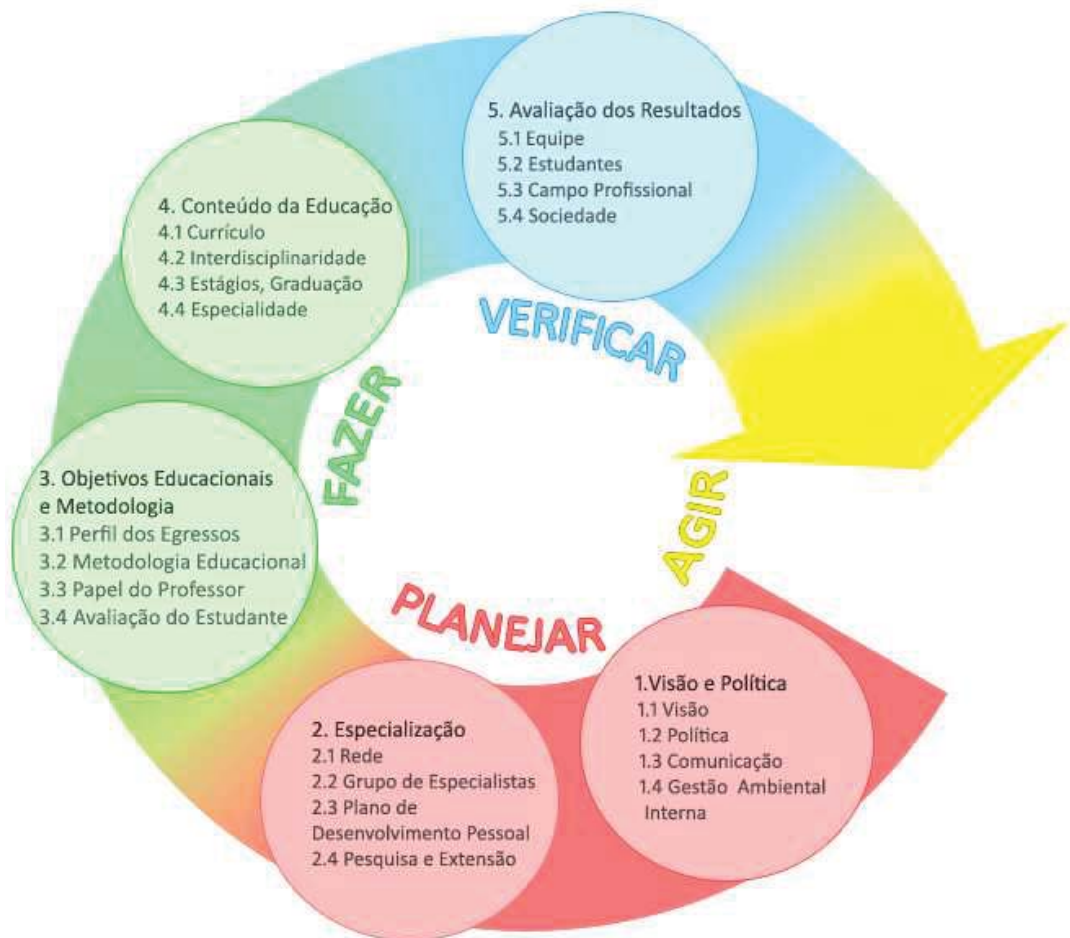 5. Avaliação dos Resultados
5.1 Equipe
5.2 Estudantes
5.3 Campo Profissional
5.4 Sociedade
4. Conteúdo da Educação
4.1 Currículo
4.2 Interdisciplinaridade
4.3 Estágios, Graduação
4.4 Especialidade
VERIFICAR
FAZER
3. Objetivos Educacionais
e Metodologia
3.1 Perfil dos Egressos
3.2 Metodologia Educacional
3.3 Papel do Professor
3.4 Avaliação do Estudante
AGIR
PLANEJAR
1.Visão e Política
1.1 Visão
1.2 Política
1.3 Comunicação
1.4 Gestão Ambiental
Interna
2. Especialização
2.1 Rede
2.2 Grupo de Especialistas
2.3 Plano de
Desenvolvimento Pessoal
2.4 Pesquisa e Extensão